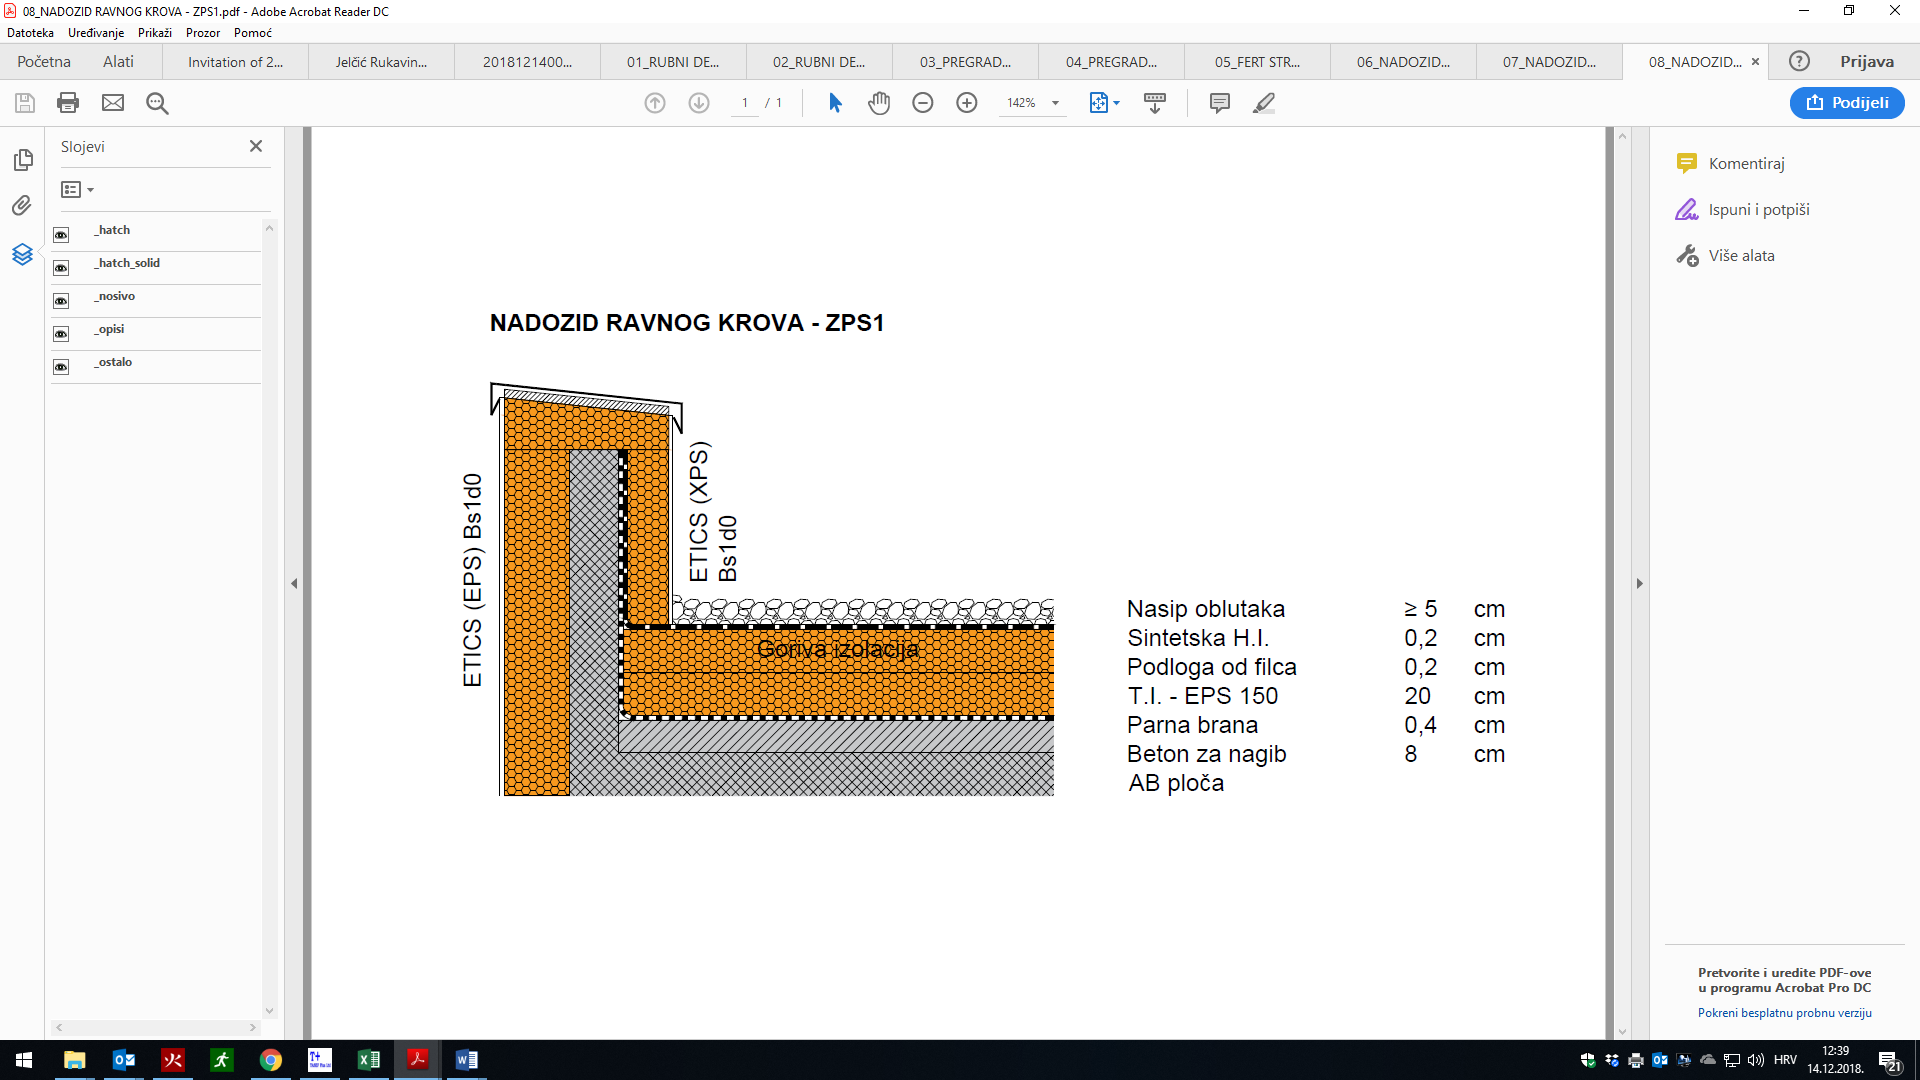 08_NADOZID RAVNOG KROVA - ZPS1.pdf - Adobe Acrobat Reader DC
Datoteka Uređivanje Prikaži Prozor Pomoć
Početna Alati Invitation of 2... Jelčić Rukavin... 2018121400... 01_RUBNI DE... 02_RUBNI DE... 03_PREGRAD... 04_PREGRAD... 05_FERT STR... 06_NADOZID... 07_NADOZID... 08_NADOZID... × ? Prijava
1 / 1 142% Podijeli
Slojevi
_hatch
_hatch_solid
_nosivo
_opisi
_ostalo
NADOZID RAVNOG KROVA - ZPS1
ETICS (EPS) Bs1d0
ETICS (XPS)
Bs1d0
Goriva izolacija
Nasip oblutaka ≥ 5 cm
Sintetska H.I. 0,2 cm
Podloga od filca 0,2 cm
T.I. - EPS 150 20 cm
Parna brana 0,4 cm
Beton za nagib 8 cm
AB ploča
Komentiraj
Ispuni i potpiši
Više alata
Pretvorite i uredite PDF-ove
u programu Acrobat Pro DC
Pokreni besplatnu probnu verziju
HRV
12:39
14.12.2018.
21